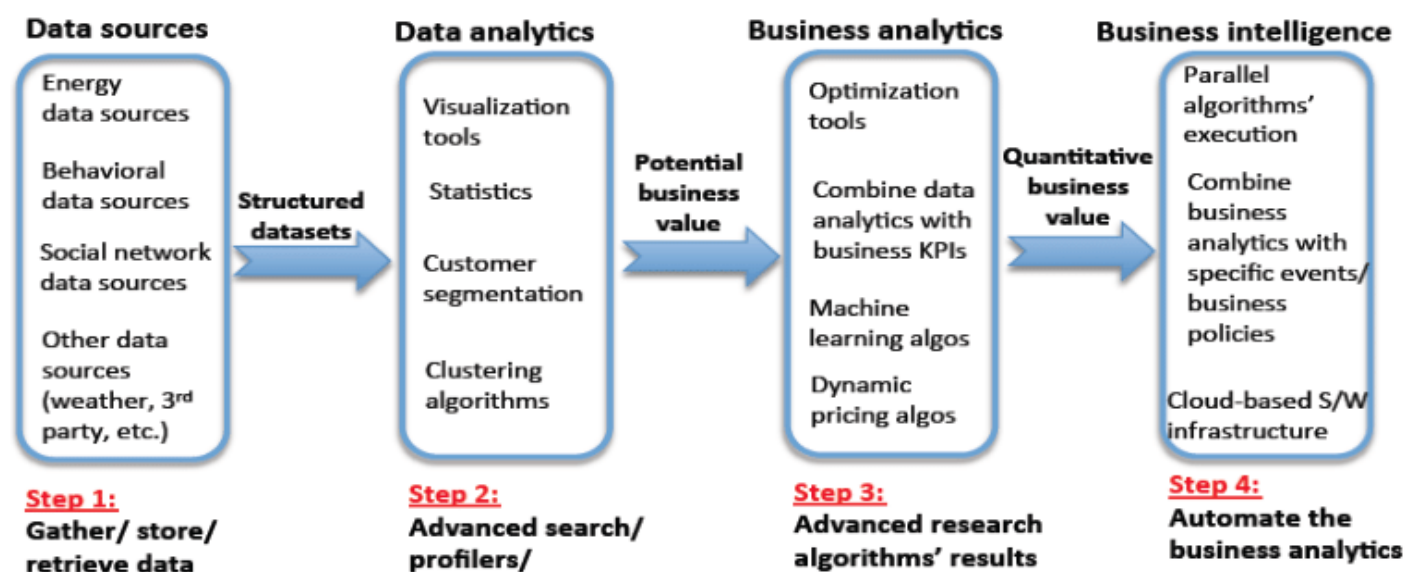 Data sources
Energy
data sources
Behavioral
data sources
Social network
data sources
Other data
sources
(weather, 3rd
party, etc.)
Step 1:
Gather/ store/
retrieve data
Structured
datasets
Data analytics
Visualization
tools
Statistics
Customer
segmentation
Clustering
algorithms
Step 2:
Advanced search/
profilers/
Potential
business
value
Business analytics
Optimization
tools
Combine data
analytics with
business KPIs
Machine
learning algos
Dynamic
pricing algos
Step 3:
Advanced research
algorithms’ results
Quantitative
business
value
Business intelligence
Parallel
algorithms’
execution
Combine
business
analytics with
specific events/
business
policies
Cloud-based S/W
infrastructure
Step 4:
Automate the
business analytics